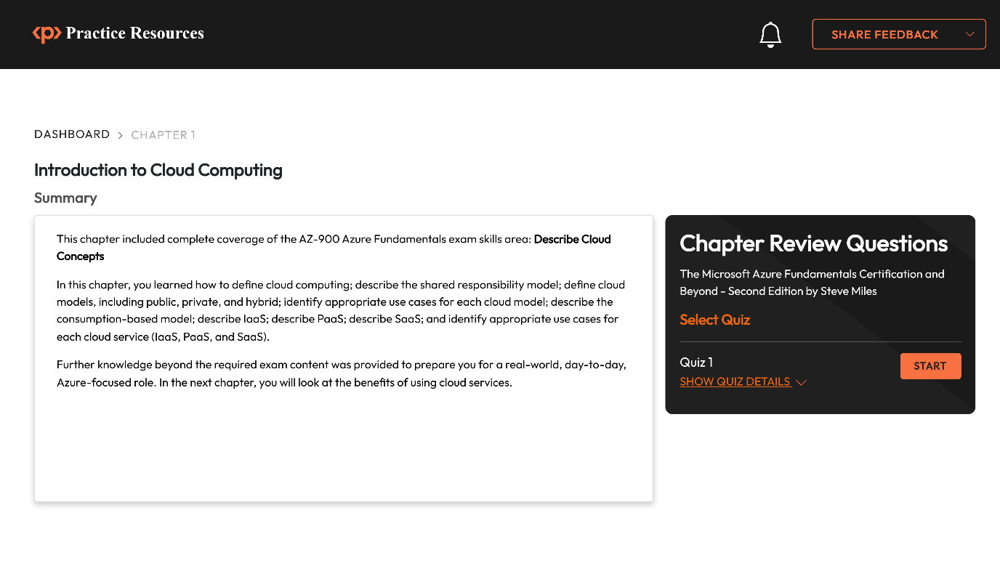 <p> Practice Resources
SHARE FEEDBACK
DASHBOARD > CHAPTER 1
Introduction to Cloud Computing
Summary
This chapter included complete coverage of the AZ-900 Azure Fundamentals exam skills area: Describe Cloud
Concepts
In this chapter, you learned how to define cloud computing; describe the shared responsibility model; define cloud
models, including public, private, and hybrid; identify appropriate use cases for each cloud model; describe the
consumption-based model; describe IaaS; describe PaaS; describe SaaS; and identify appropriate use cases for
each cloud service (IaaS, PaaS, and SaaS).
Further knowledge beyond the required exam content was provided to prepare you for a real-world, day-to-day,
Azure-focused role. In the next chapter, you will look at the benefits of using cloud services.
Chapter Review Questions
The Microsoft Azure Fundamentals Certification and
Beyond - Second Edition by Steve Miles
Select Quiz
Quiz 1
START
SHOW QUIZ DETAILS